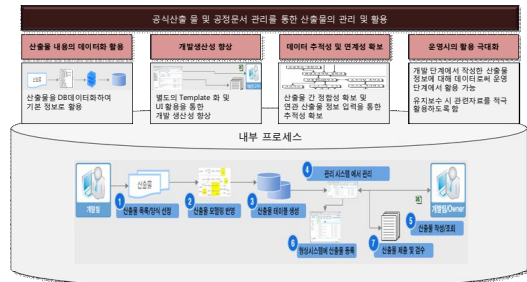 공식산출 물 및 공정문서 관리를 통한 산출물의 관리 및 활용
산출물 내용의 데이터화 활용
개발생산성 향상
데이터 추적성 및 연계성 확보
운영시의 활용 극대화
산출물
산출물을 DB데이터화하여
기본 정보로 활용
별도의 Template 화 및
UI활용을 통한
개발 생산성 향상
산출물 간 정합성 확보 및
연관 산출물 정보 입력을 통한
추적성 확보
개발 단계에서 작성한 산출물
정보에 대해 데이터로써 운영
단계에서 활용 가능
유지보수 시 관련자료를 적극
활용하도록 함
내부 프로세스
개발팀
산출물
1 산출물 목록/양식 선정
2 산출물 모델링 반영
3 산출물 테이블 생성
4 관리 시스템 에서 관리
개발팀/Owner
5 산출물 작성/조회
6 형상시스템에 산출물 등록
7 산출물 제출 및 검수